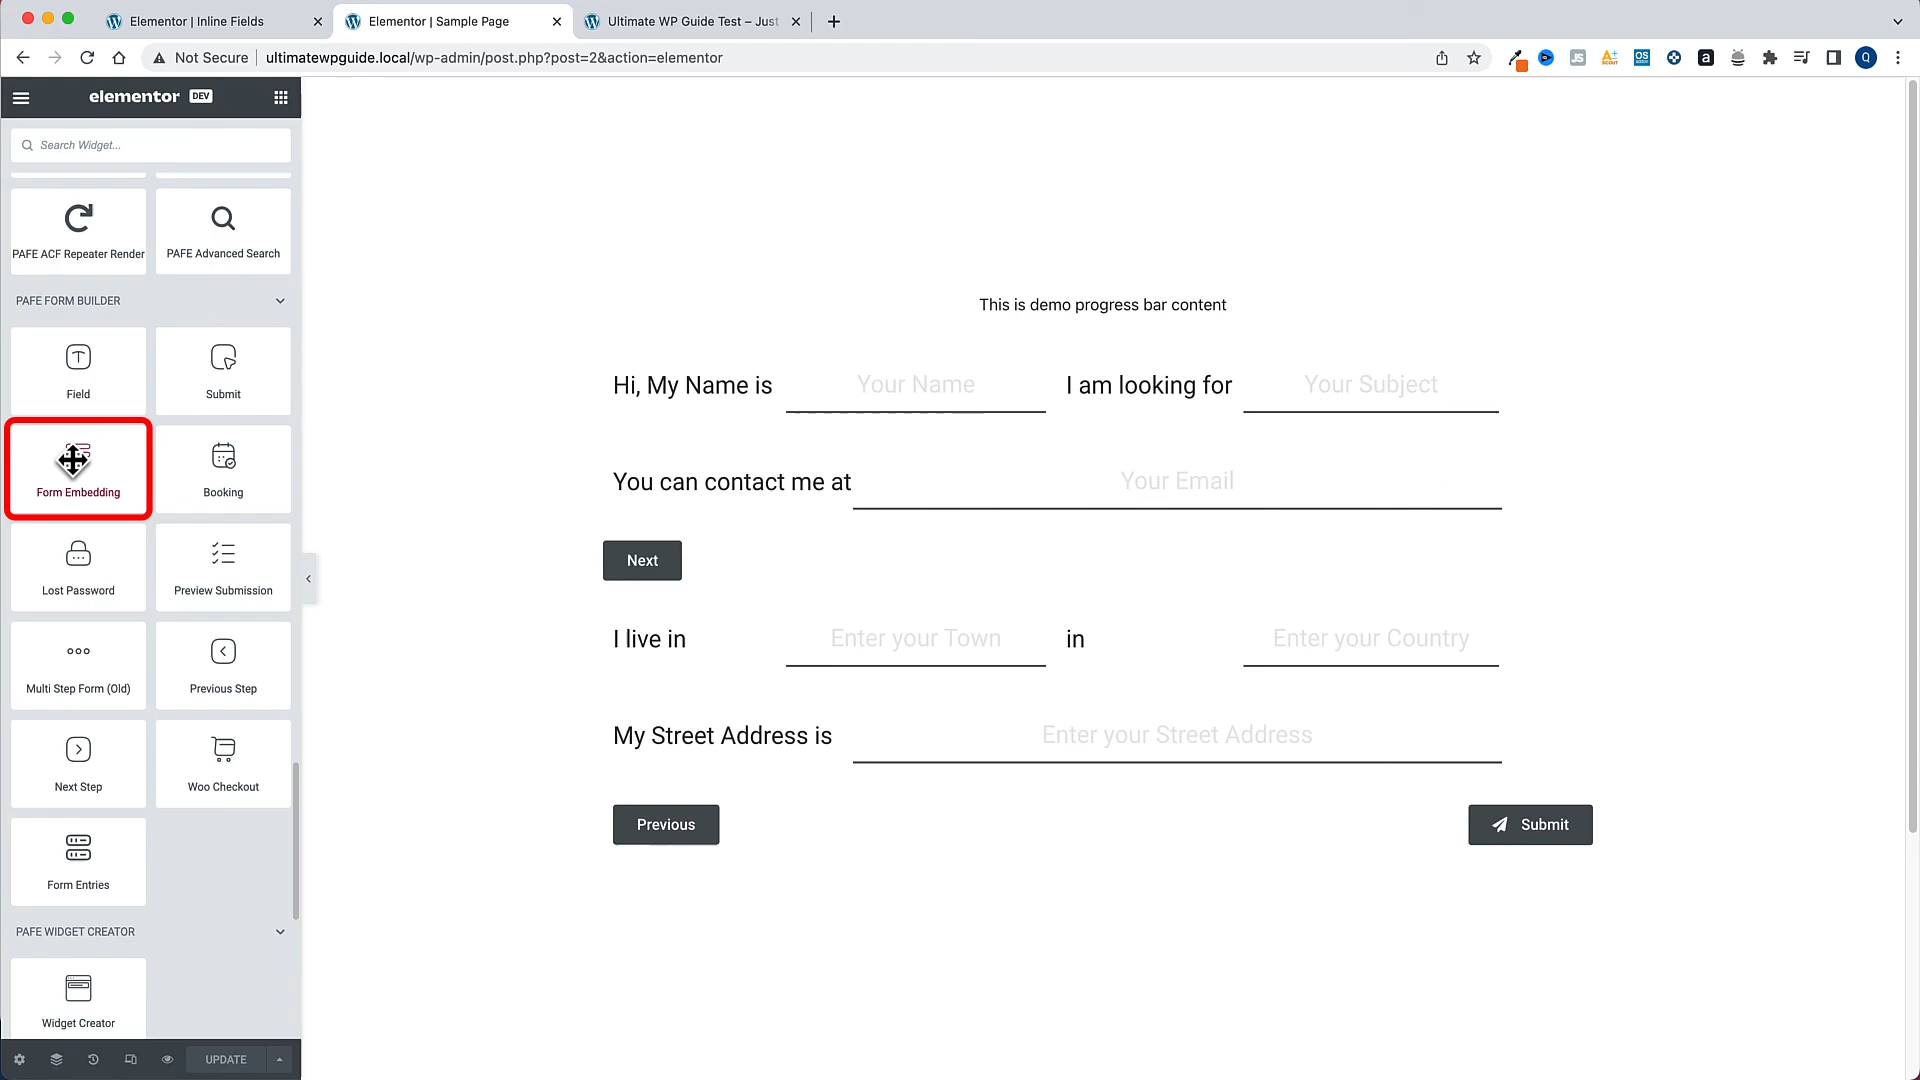 Elementor | Inline Fields
Elementor | Sample Page
Ultimate WP Guide Test – Just
Not Secure
ultimatewpguide.local/wp-admin/post.php?post=2&action=elementor
elementor DEV
Search Widget...
PAFE ACF Repeater Render
PAFE Advanced Search
PAFE FORM BUILDER
Field
Submit
Form Embedding
Booking
Lost Password
Preview Submission
Multi Step Form (Old)
Previous Step
Next Step
Woo Checkout
Form Entries
PAFE WIDGET CREATOR
Widget Creator
UPDATE
This is demo progress bar content
Hi, My Name is Your Name I am looking for Your Subject
You can contact me at Your Email
Next
I live in Enter your Town in Enter your Country
My Street Address is Enter your Street Address
Previous
Submit